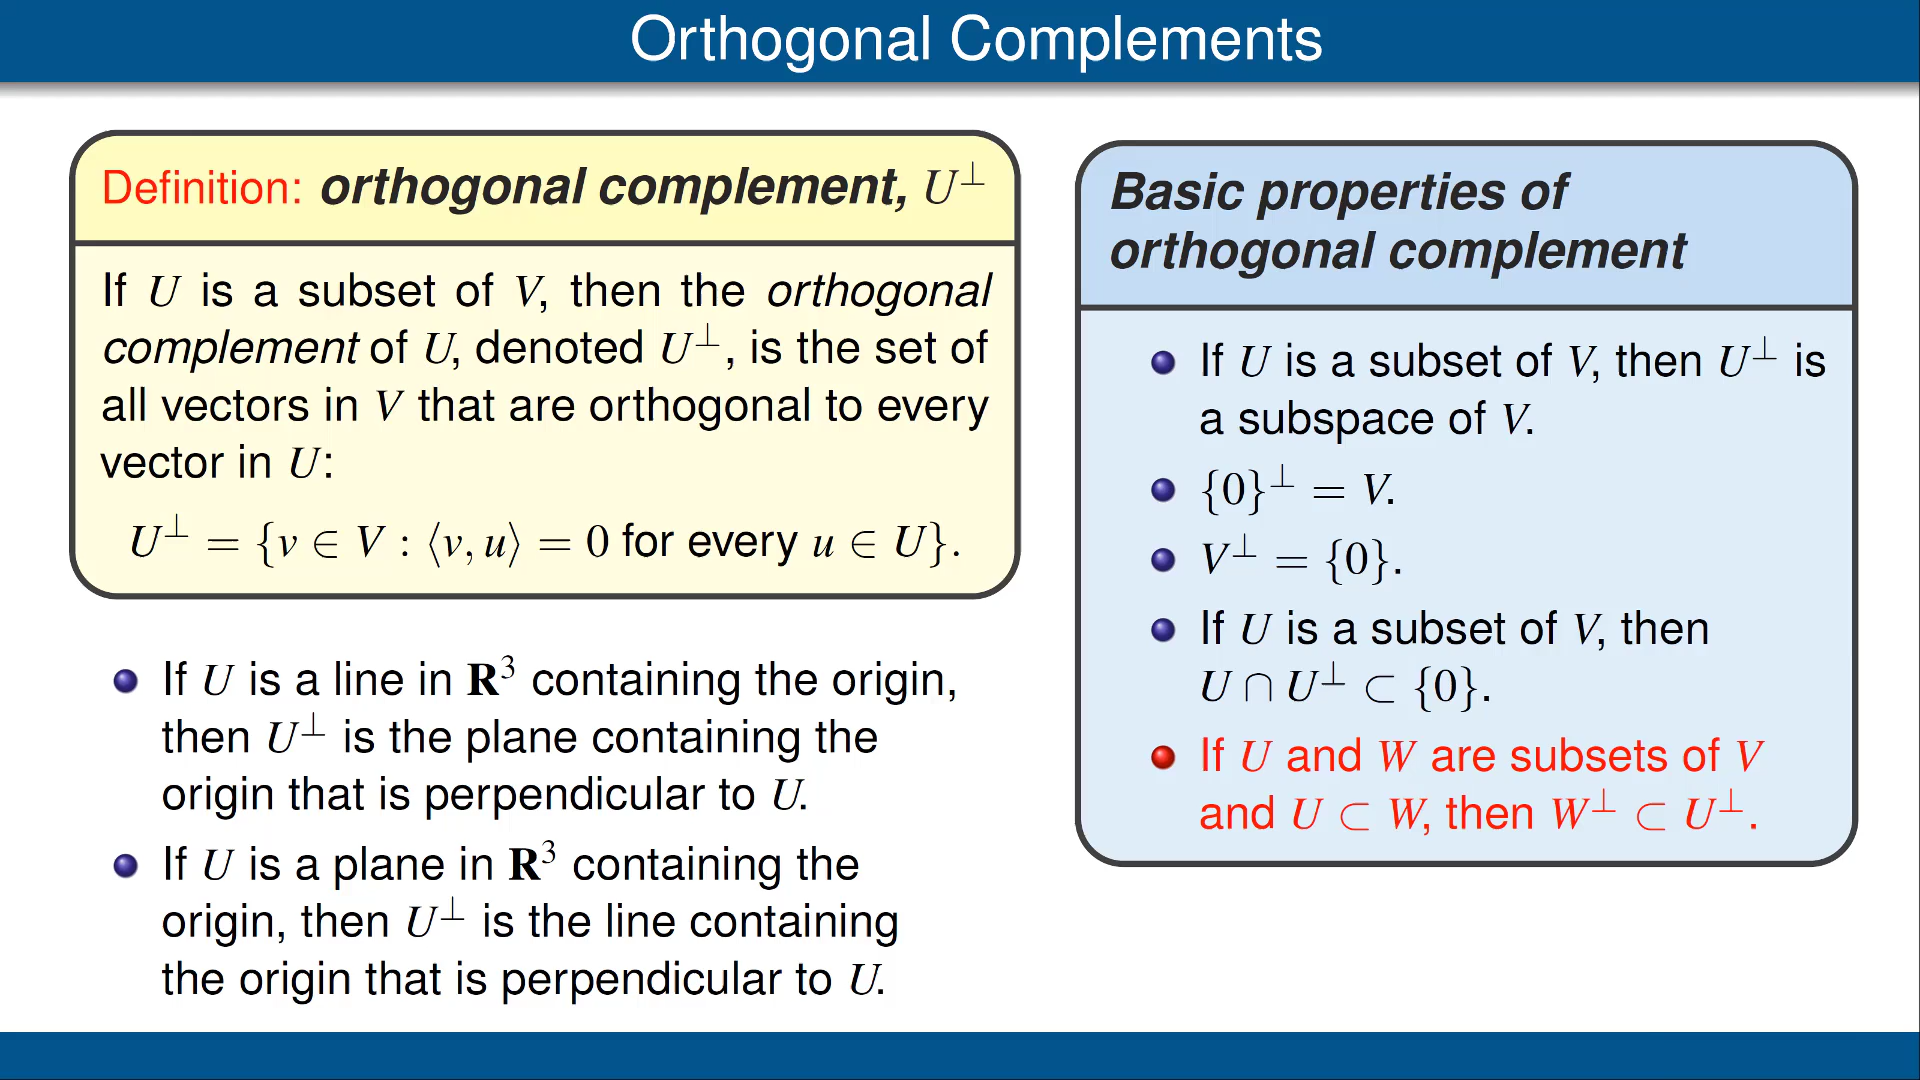 Orthogonal Complements
Definition: orthogonal complement, U⊥
If U is a subset of V, then the orthogonal
complement of U, denoted U⊥, is the set of
all vectors in V that are orthogonal to every
vector in U:
U⊥ = {v ∈ V : ⟨v, u⟩ = 0 for every u ∈ U}.
If U is a line in R³ containing the origin,
then U⊥ is the plane containing the
origin that is perpendicular to U.
If U is a plane in R³ containing the
origin, then U⊥ is the line containing
the origin that is perpendicular to U.
Basic properties of
orthogonal complement
If U is a subset of V, then U⊥ is
a subspace of V.
{0}⊥ = V.
V⊥ = {0}.
If U is a subset of V, then
U ∩ U⊥ ⊂ {0}.
If U and W are subsets of V
and U ⊂ W, then W⊥ ⊂ U⊥.